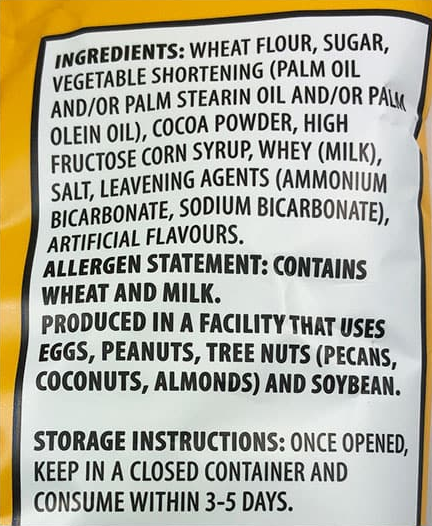 INGREDIENTS: WHEAT FLOUR, SUGAR,
VEGETABLE SHORTENING (PALM OIL
AND/OR PALM STEARIN OIL AND/OR PALM
OLEIN OIL), COCOA POWDER, HIGH
FRUCTOSE CORN SYRUP, WHEY (MILK),
SALT, LEAVENING AGENTS (AMMONIUM
BICARBONATE, SODIUM BICARBONATE),
ARTIFICIAL FLAVOURS.
ALLERGEN STATEMENT: CONTAINS
WHEAT AND MILK.
PRODUCED IN A FACILITY THAT USES
EGGS, PEANUTS, TREE NUTS (PECANS,
COCONUTS, ALMONDS) AND SOYBEAN.
STORAGE INSTRUCTIONS: ONCE OPENED,
KEEP IN A CLOSED CONTAINER AND
CONSUME WITHIN 3-5 DAYS.